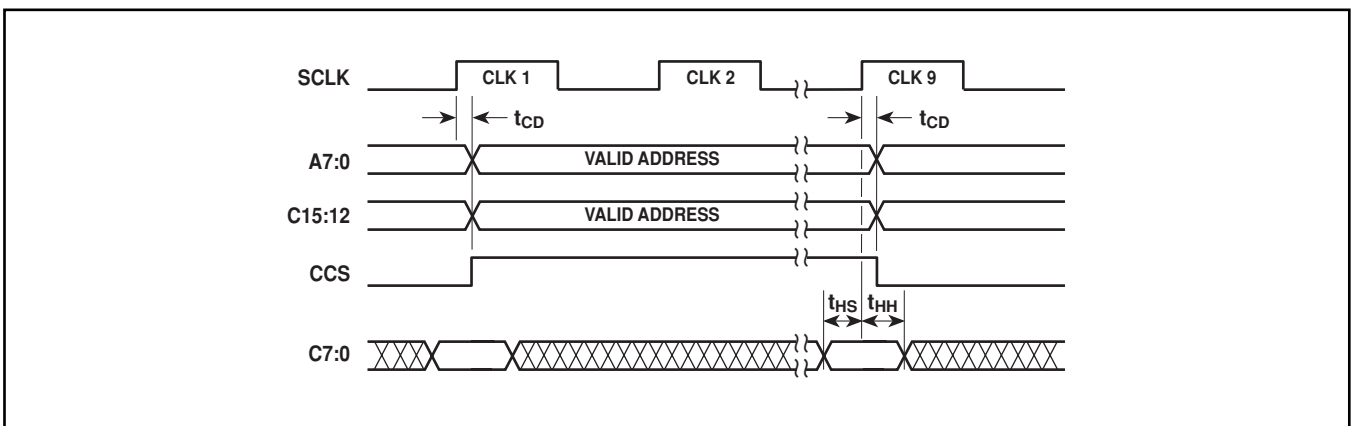 SCLK CLK 1 CLK 2 CLK 9
tCD tCD
A7:0 VALID ADDRESS
C15:12 VALID ADDRESS
CCS
tHS tHH
C7:0